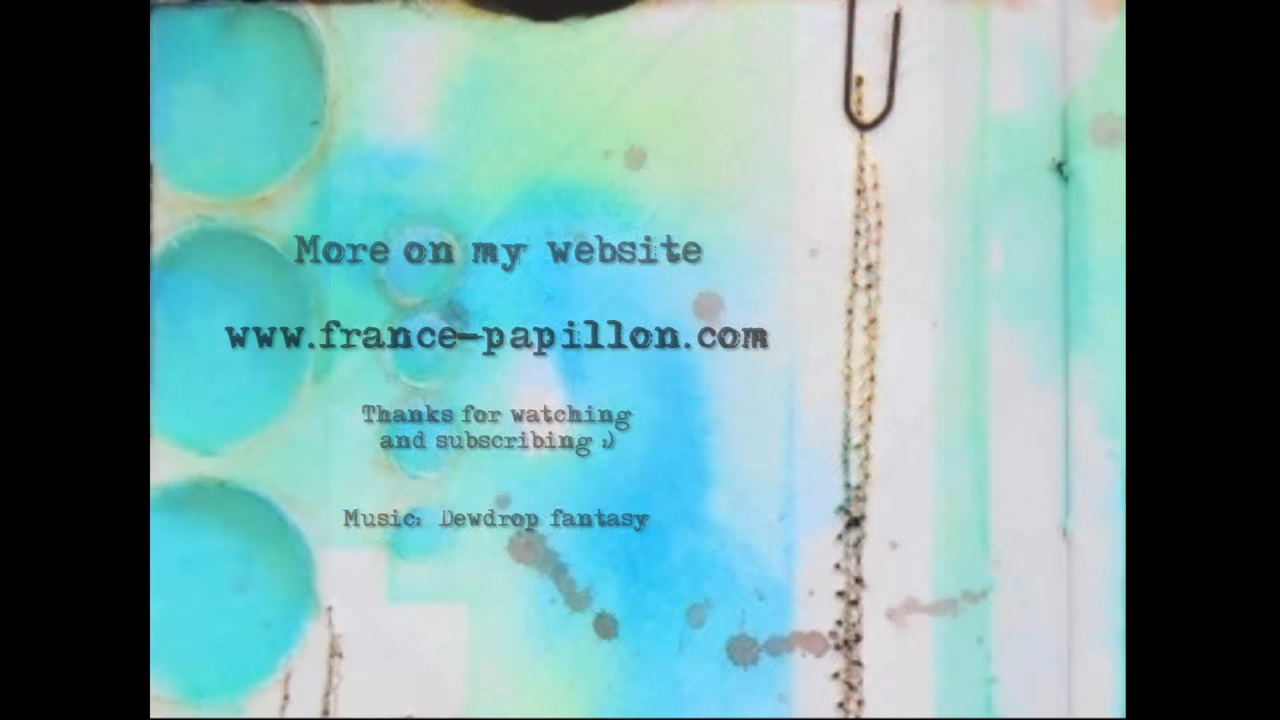 More on my website
www.france-papillon.com
Thanks for watching
and subscribing :)
Music: Dewdrop fantasy